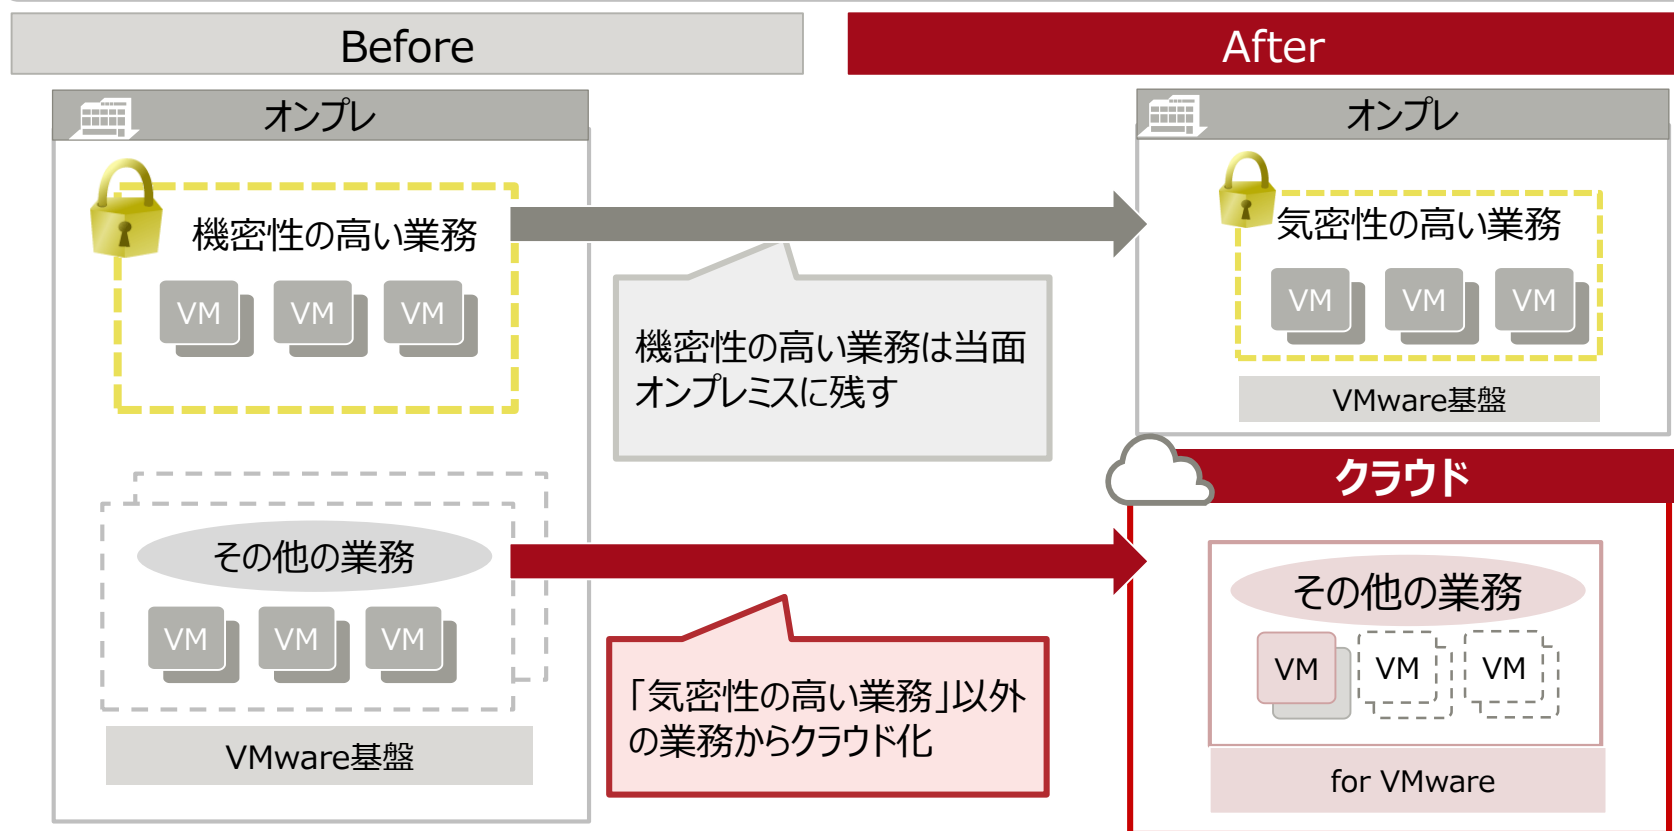 Before
After
オンプレ
機密性の高い業務
VM
VM
VM
その他の業務
VM
VM
VM
VMware基盤
機密性の高い業務は当面
オンプレミスに残す
「気密性の高い業務」以外
の業務からクラウド化
オンプレ
気密性の高い業務
VM
VM
VM
VMware基盤
クラウド
その他の業務
VM
VM
VM
for VMware